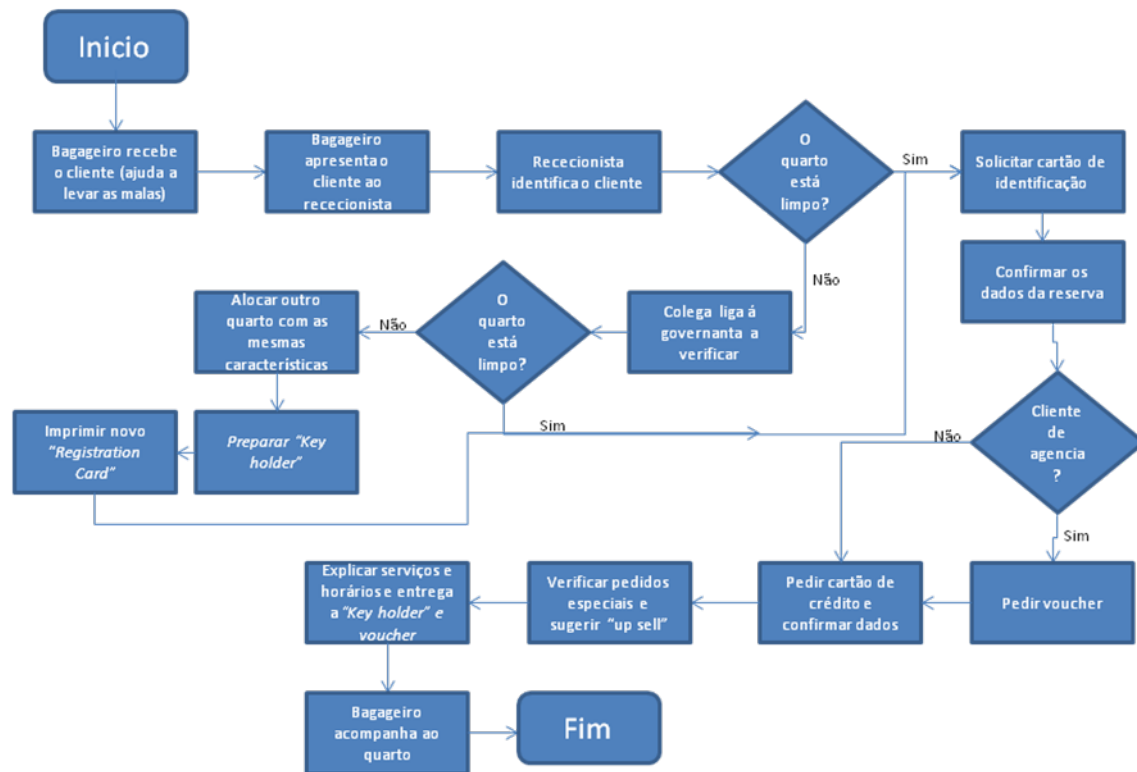 Inicio
Bagageiro recebe
o cliente (ajuda a
levar as malas)
Bagageiro
apresenta o
cliente ao
rececionista
Rececionista
identifica o cliente
O
quarto
está
limpo?
Sim
Solicitar cartão de
identificação
Não
Confirmar os
dados da reserva
Colega liga á
governanta a
verificar
O
quarto
está
limpo?
Não
Alocar outro
quarto com as
mesmas
características
Sim
Preparar “Key
holder”
Imprimir novo
“Registration
Card”
Cliente
de
agencia
?
Não
Sim
Pedir voucher
Pedir cartão de
crédito e
confirmar dados
Verificar pedidos
especiais e
sugerir “up sell”
Explicar serviços e
horários e entrega
a “Key holder” e
voucher
Bagageiro
acompanha ao
quarto
Fim